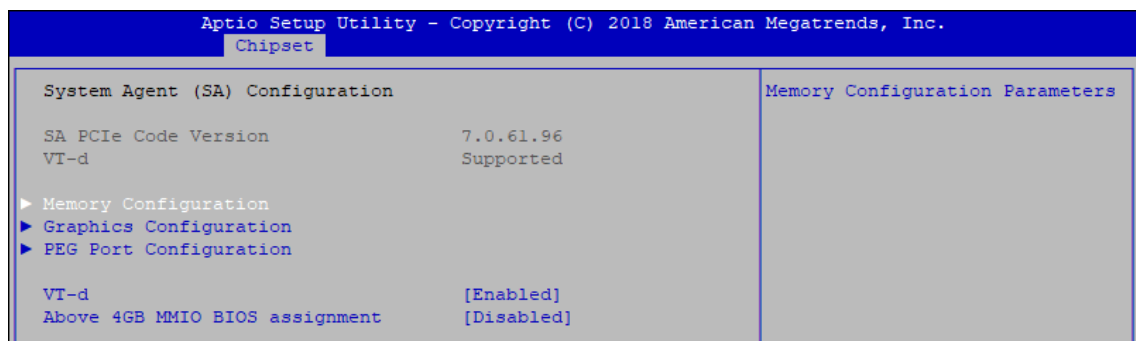 Aptio Setup Utility - Copyright (C) 2018 American Megatrends, Inc.
Chipset
System Agent (SA) Configuration
Memory Configuration Parameters
SA PCIe Code Version 7.0.61.96
VT-d Supported
► Memory Configuration
► Graphics Configuration
► PEG Port Configuration
VT-d [Enabled]
Above 4GB MMIO BIOS assignment [Disabled]